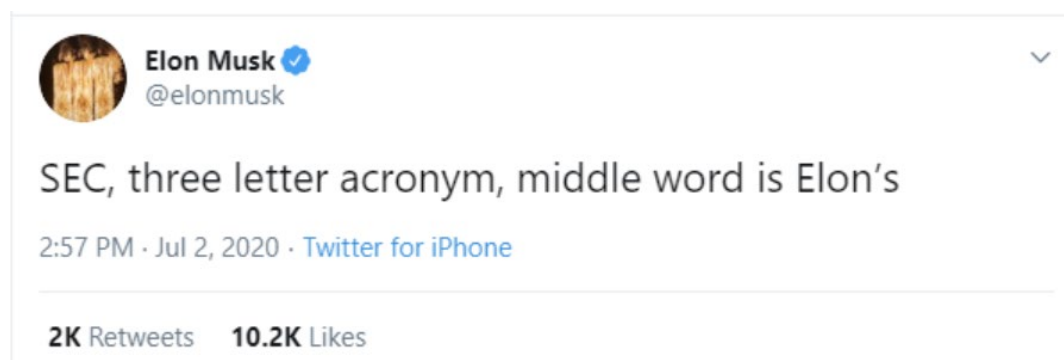 Elon Musk
@elonmusk
SEC, three letter acronym, middle word is Elon’s
2:57 PM · Jul 2, 2020 · Twitter for iPhone
2K Retweets 10.2K Likes